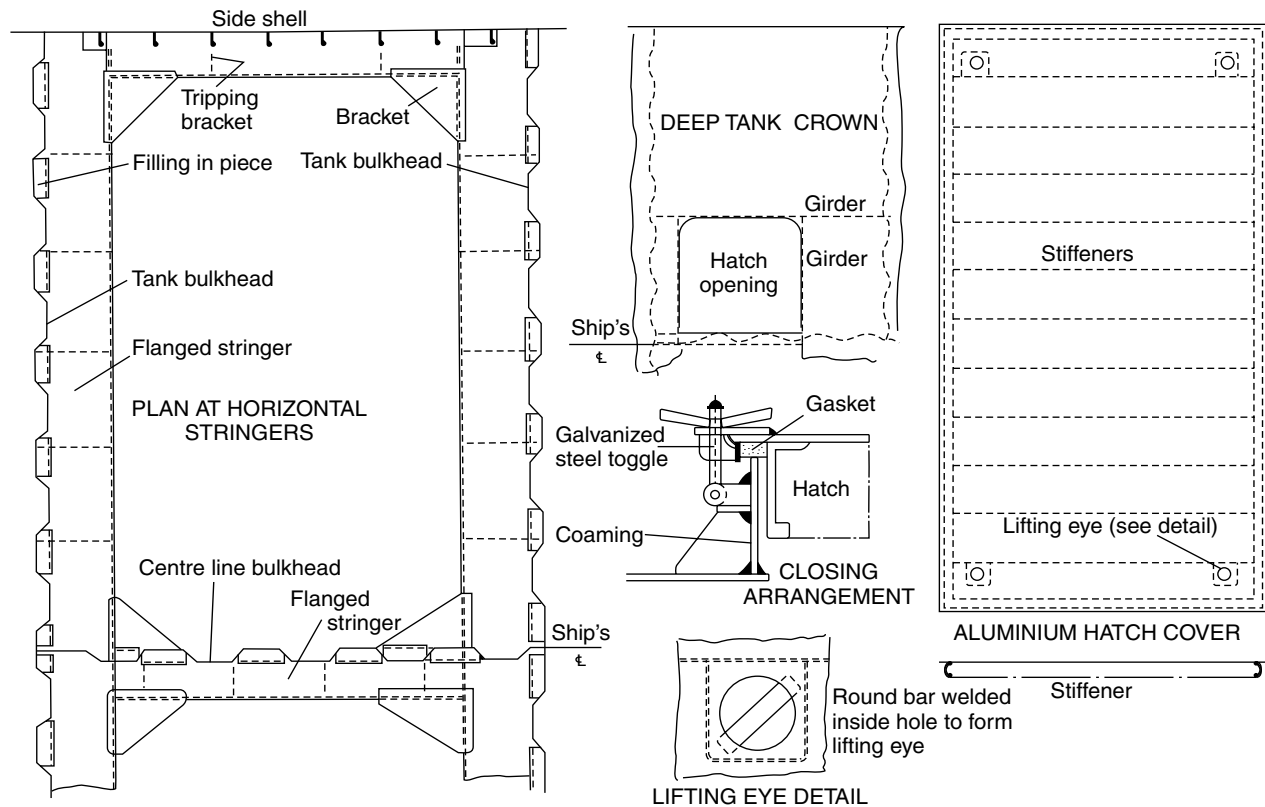 Side shell
Tripping
bracket
Bracket
Filling in piece
Tank bulkhead
Tank bulkhead
Flanged stringer
PLAN AT HORIZONTAL
STRINGERS
Centre line bulkhead
Flanged
stringer
Ship's
℄
DEEP TANK CROWN
Girder
Girder
Hatch
opening
Ship's
℄
Gasket
Galvanized
steel toggle
Hatch
Coaming
CLOSING
ARRANGEMENT
Round bar welded
inside hole to form
lifting eye
LIFTING EYE DETAIL
Stiffeners
Lifting eye (see detail)
ALUMINIUM HATCH COVER
Stiffener